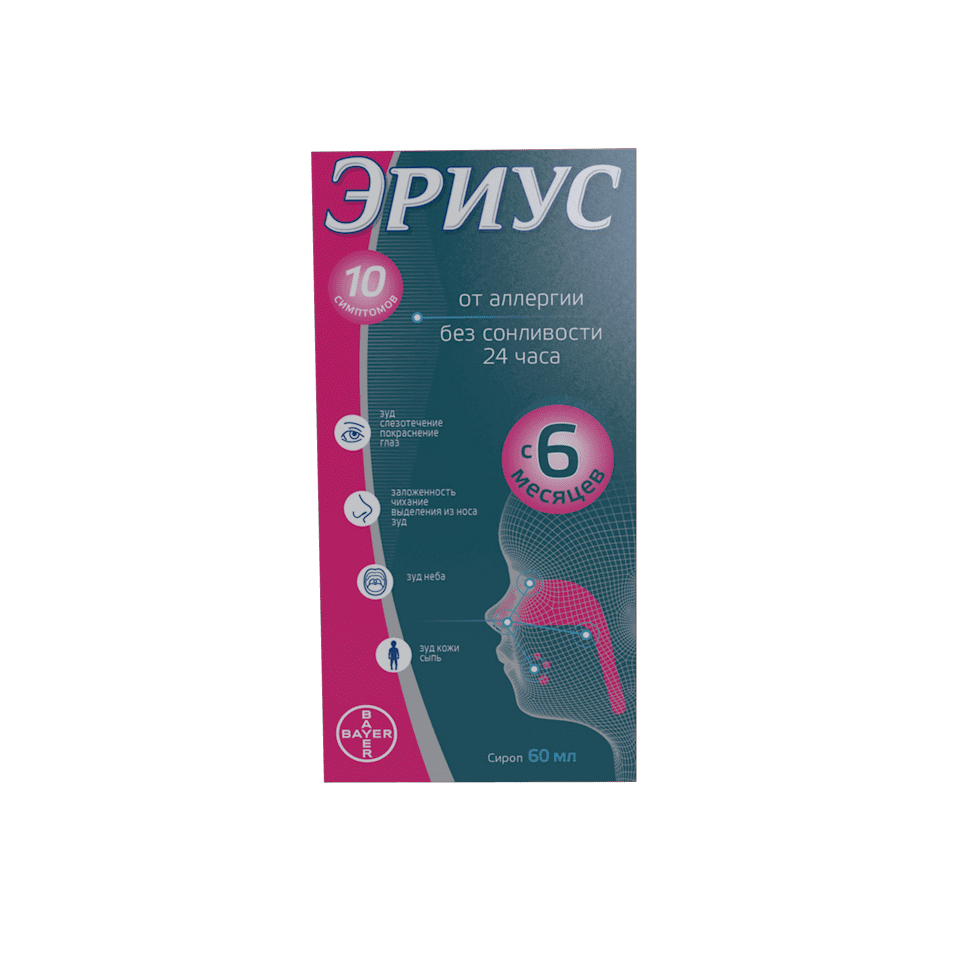 ЭРИУС
10
симптомов
от аллергии
без сонливости
24 часа
с 6
месяцев
зуд
слезотечение
покраснение
глаз
заложенность
чихание
выделения из носа
зуд
зуд неба
зуд кожи
сыпь
BAYER
BAYER
Сироп 60 мл